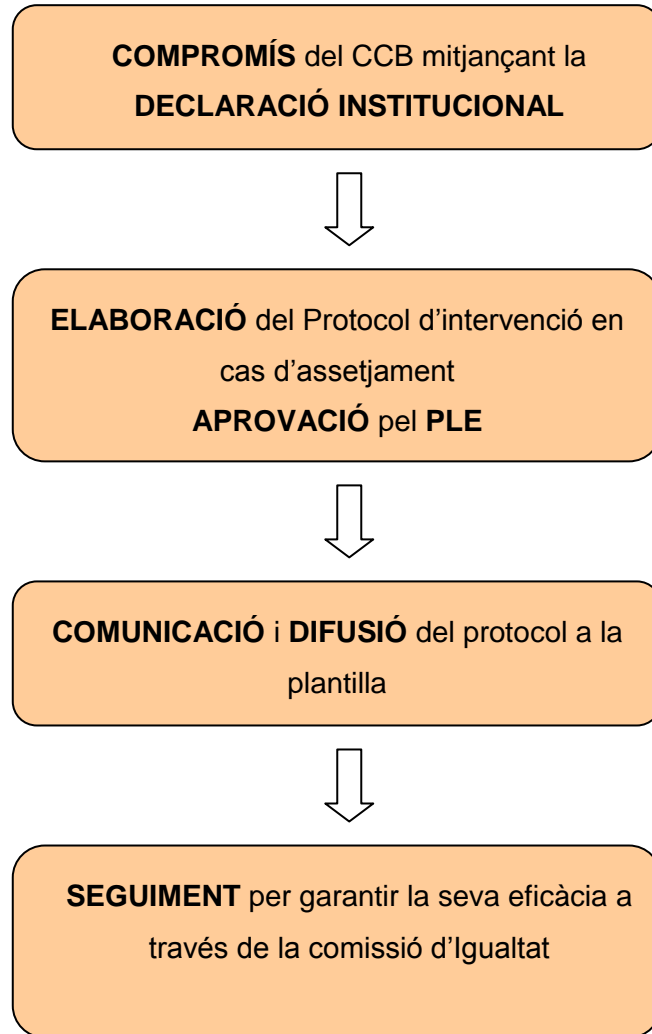 COMPROMÍS del CCB mitjançant la
DECLARACIÓ INSTITUCIONAL
ELABORACIÓ del Protocol d’intervenció en
cas d’assetjament
APROVACIÓ pel PLE
COMUNICACIÓ i DIFUSIÓ del protocol a la
plantilla
SEGUIMENT per garantir la seva eficàcia a
través de la comissió d’Igualtat